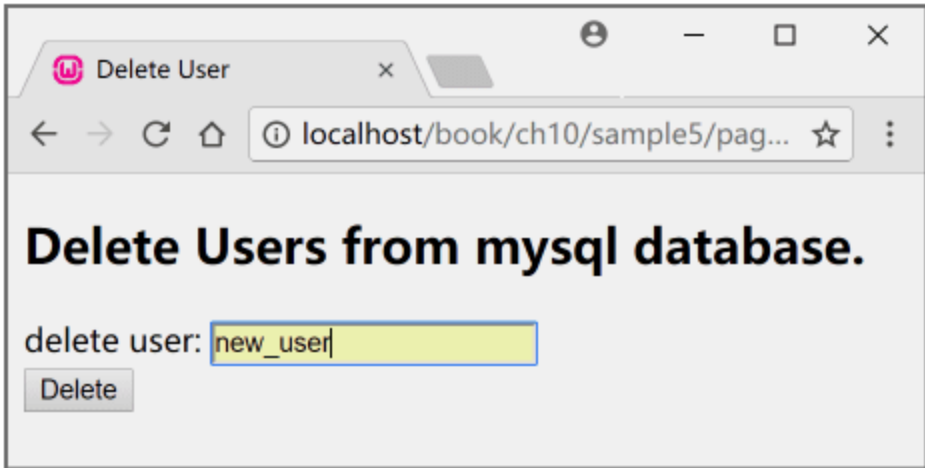 Delete User
localhost/book/ch10/sample5/pag...
Delete Users from mysql database.
delete user: new_user
Delete